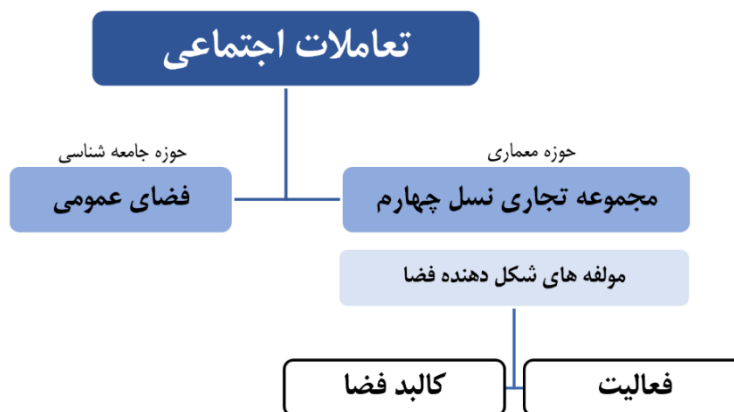 تعاملات اجتماعی
حوزه معماری
حوزه جامعه شناسی
مجموعه تجاری نسل چهارم
فضای عمومی
مولفه های شکل دهنده فضا
فعالیت
کالبد فضا